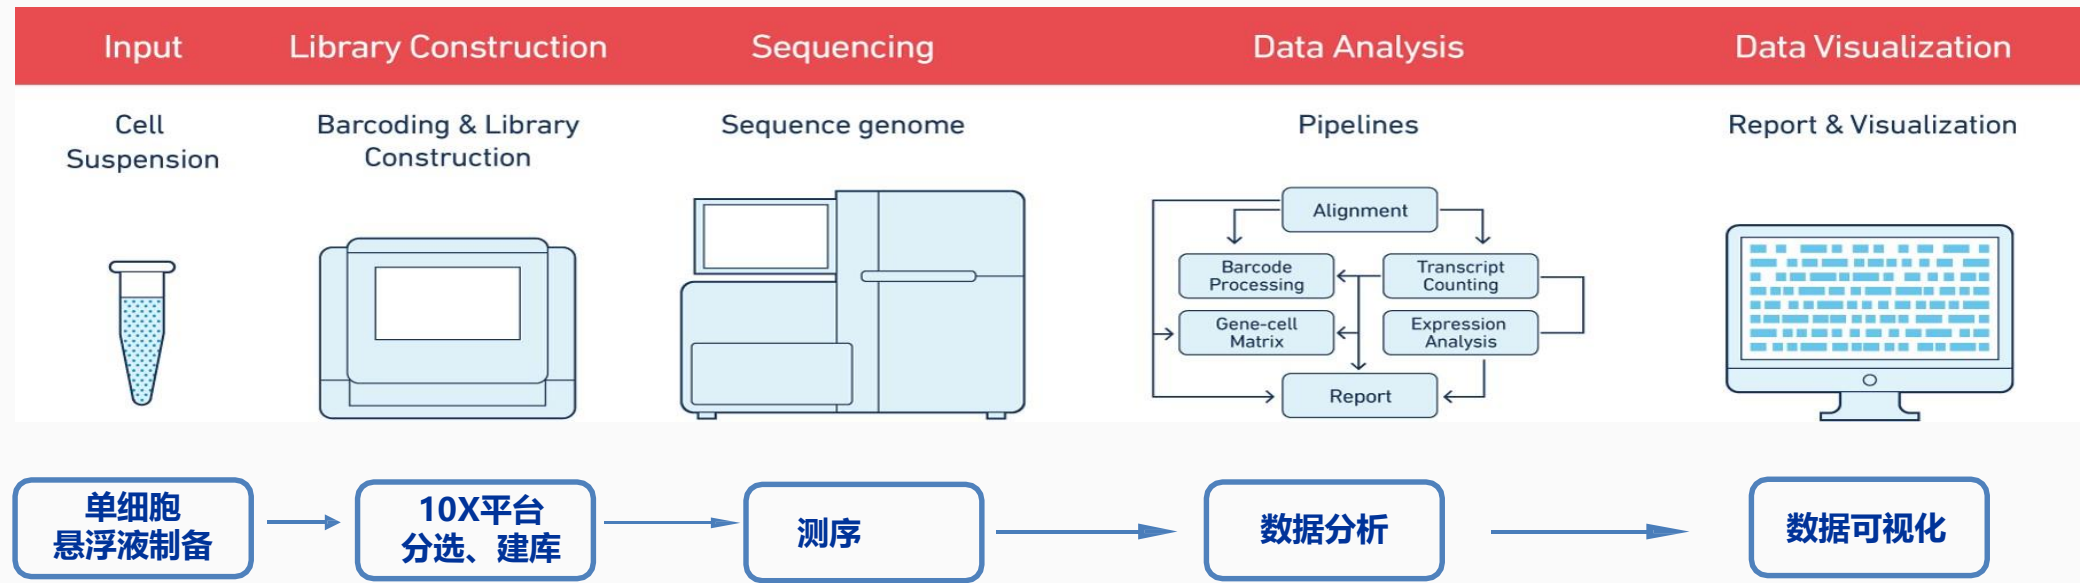 Input
Library Construction
Sequencing
Data Analysis
Data Visualization
Cell
Suspension
Barcoding & Library
Construction
Sequence genome
Pipelines
Report & Visualization
Alignment
Barcode
Processing
Transcript
Counting
Gene-cell
Matrix
Expression
Analysis
Report
单细胞
悬浮液制备
10X平台
分选、建库
测序
数据分析
数据可视化